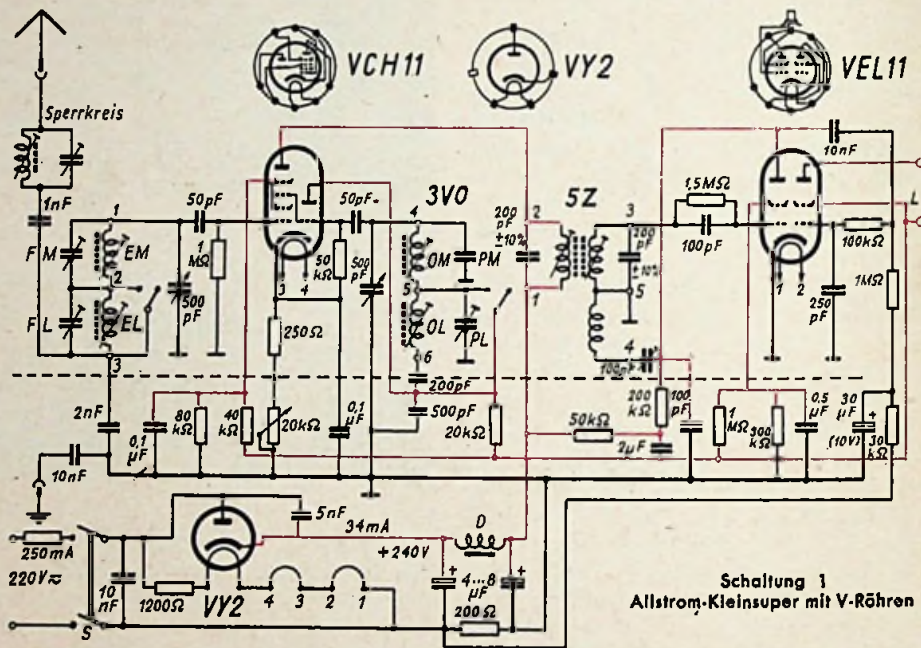 VCH11
VY2
VEL11
Sperrkreis
10nF
1nF
50pF
50pF
3VO
5Z
1,5MΩ
L
1
4
2
3
200 pF ±10%
200 pF ±10%
100pF
100kΩ
FM
EM
1 MΩ
50 kΩ
500 pF
OM
PM
2
500 pF
3
4
5
1
5
1
2
250 pF
1MΩ
FL
EL
250Ω
OL
PL
3
6
4
100pF
200pF
2nF
0,1 µF
80 kΩ
40 kΩ
20kΩ
0,1 µF
500pF
20kΩ
50kΩ
200 kΩ
100 pF
2µF
1 MΩ
300 kΩ
0,5 µF
30 µF
(10V)
30 kΩ
10nF
+
5nF
34mA
D
+240V
250mA
220V≂
10 nF
1200Ω
VY2
4
3
2
1
+
4...8 µF
+
200Ω
S
Schaltung 1
Allstrom-Kleinsuper mit V-Röhren